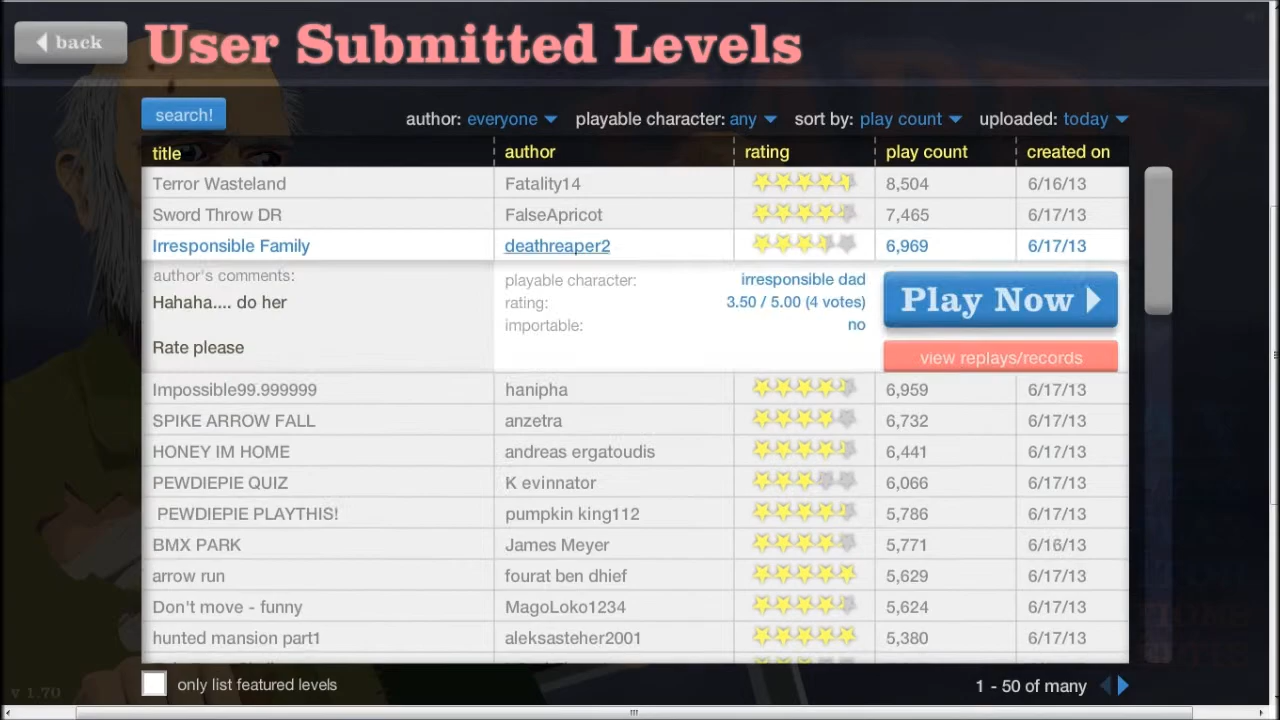 back
User Submitted Levels
search!
author: everyone playable character: any sort by: play count uploaded: today
title author rating play count created on
Terror Wasteland Fatality14 8,504 6/16/13
Sword Throw DR FalseApricot 7,465 6/17/13
Irresponsible Family deathreaper2 6,969 6/17/13
author's comments: playable character: irresponsible dad
Hahaha.... do her rating: 3.50 / 5.00 (4 votes) Play Now
importable: no
Rate please view replays/records
Impossible99.999999 hanipha 6,959 6/17/13
SPIKE ARROW FALL anzetra 6,732 6/17/13
HONEY IM HOME andreas ergatoudis 6,441 6/17/13
PEWDIEPIE QUIZ K evinnator 6,066 6/17/13
PEWDIEPIE PLAYTHIS! pumpkin king112 5,786 6/17/13
BMX PARK James Meyer 5,771 6/16/13
arrow run fourat ben dhief 5,629 6/17/13
Don't move - funny MagoLoko1234 5,624 6/17/13
hunted mansion part1 aleksasteher2001 5,380 6/17/13
only list featured levels 1 - 50 of many
v 1.70